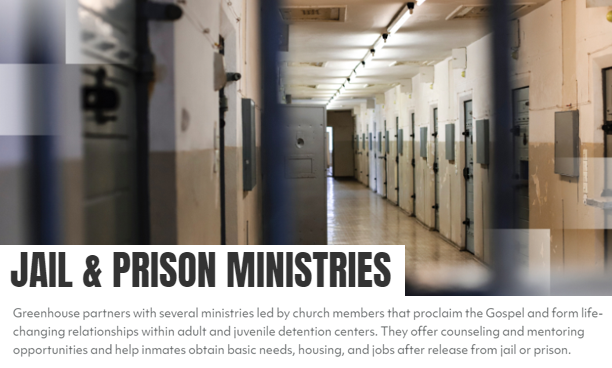 JAIL & PRISON MINISTRIES
Greenhouse partners with several ministries led by church members that proclaim the Gospel and form life-
changing relationships within adult and juvenile detention centers. They offer counseling and mentoring
opportunities and help inmates obtain basic needs, housing, and jobs after release from jail or prison.